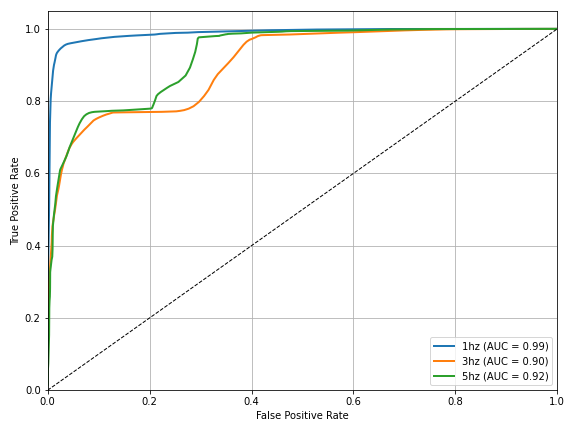 1.0
0.8
0.6
0.4
0.2
0.0
True Positive Rate
1hz (AUC = 0.99)
3hz (AUC = 0.90)
5hz (AUC = 0.92)
0.0 0.2 0.4 0.6 0.8 1.0
False Positive Rate